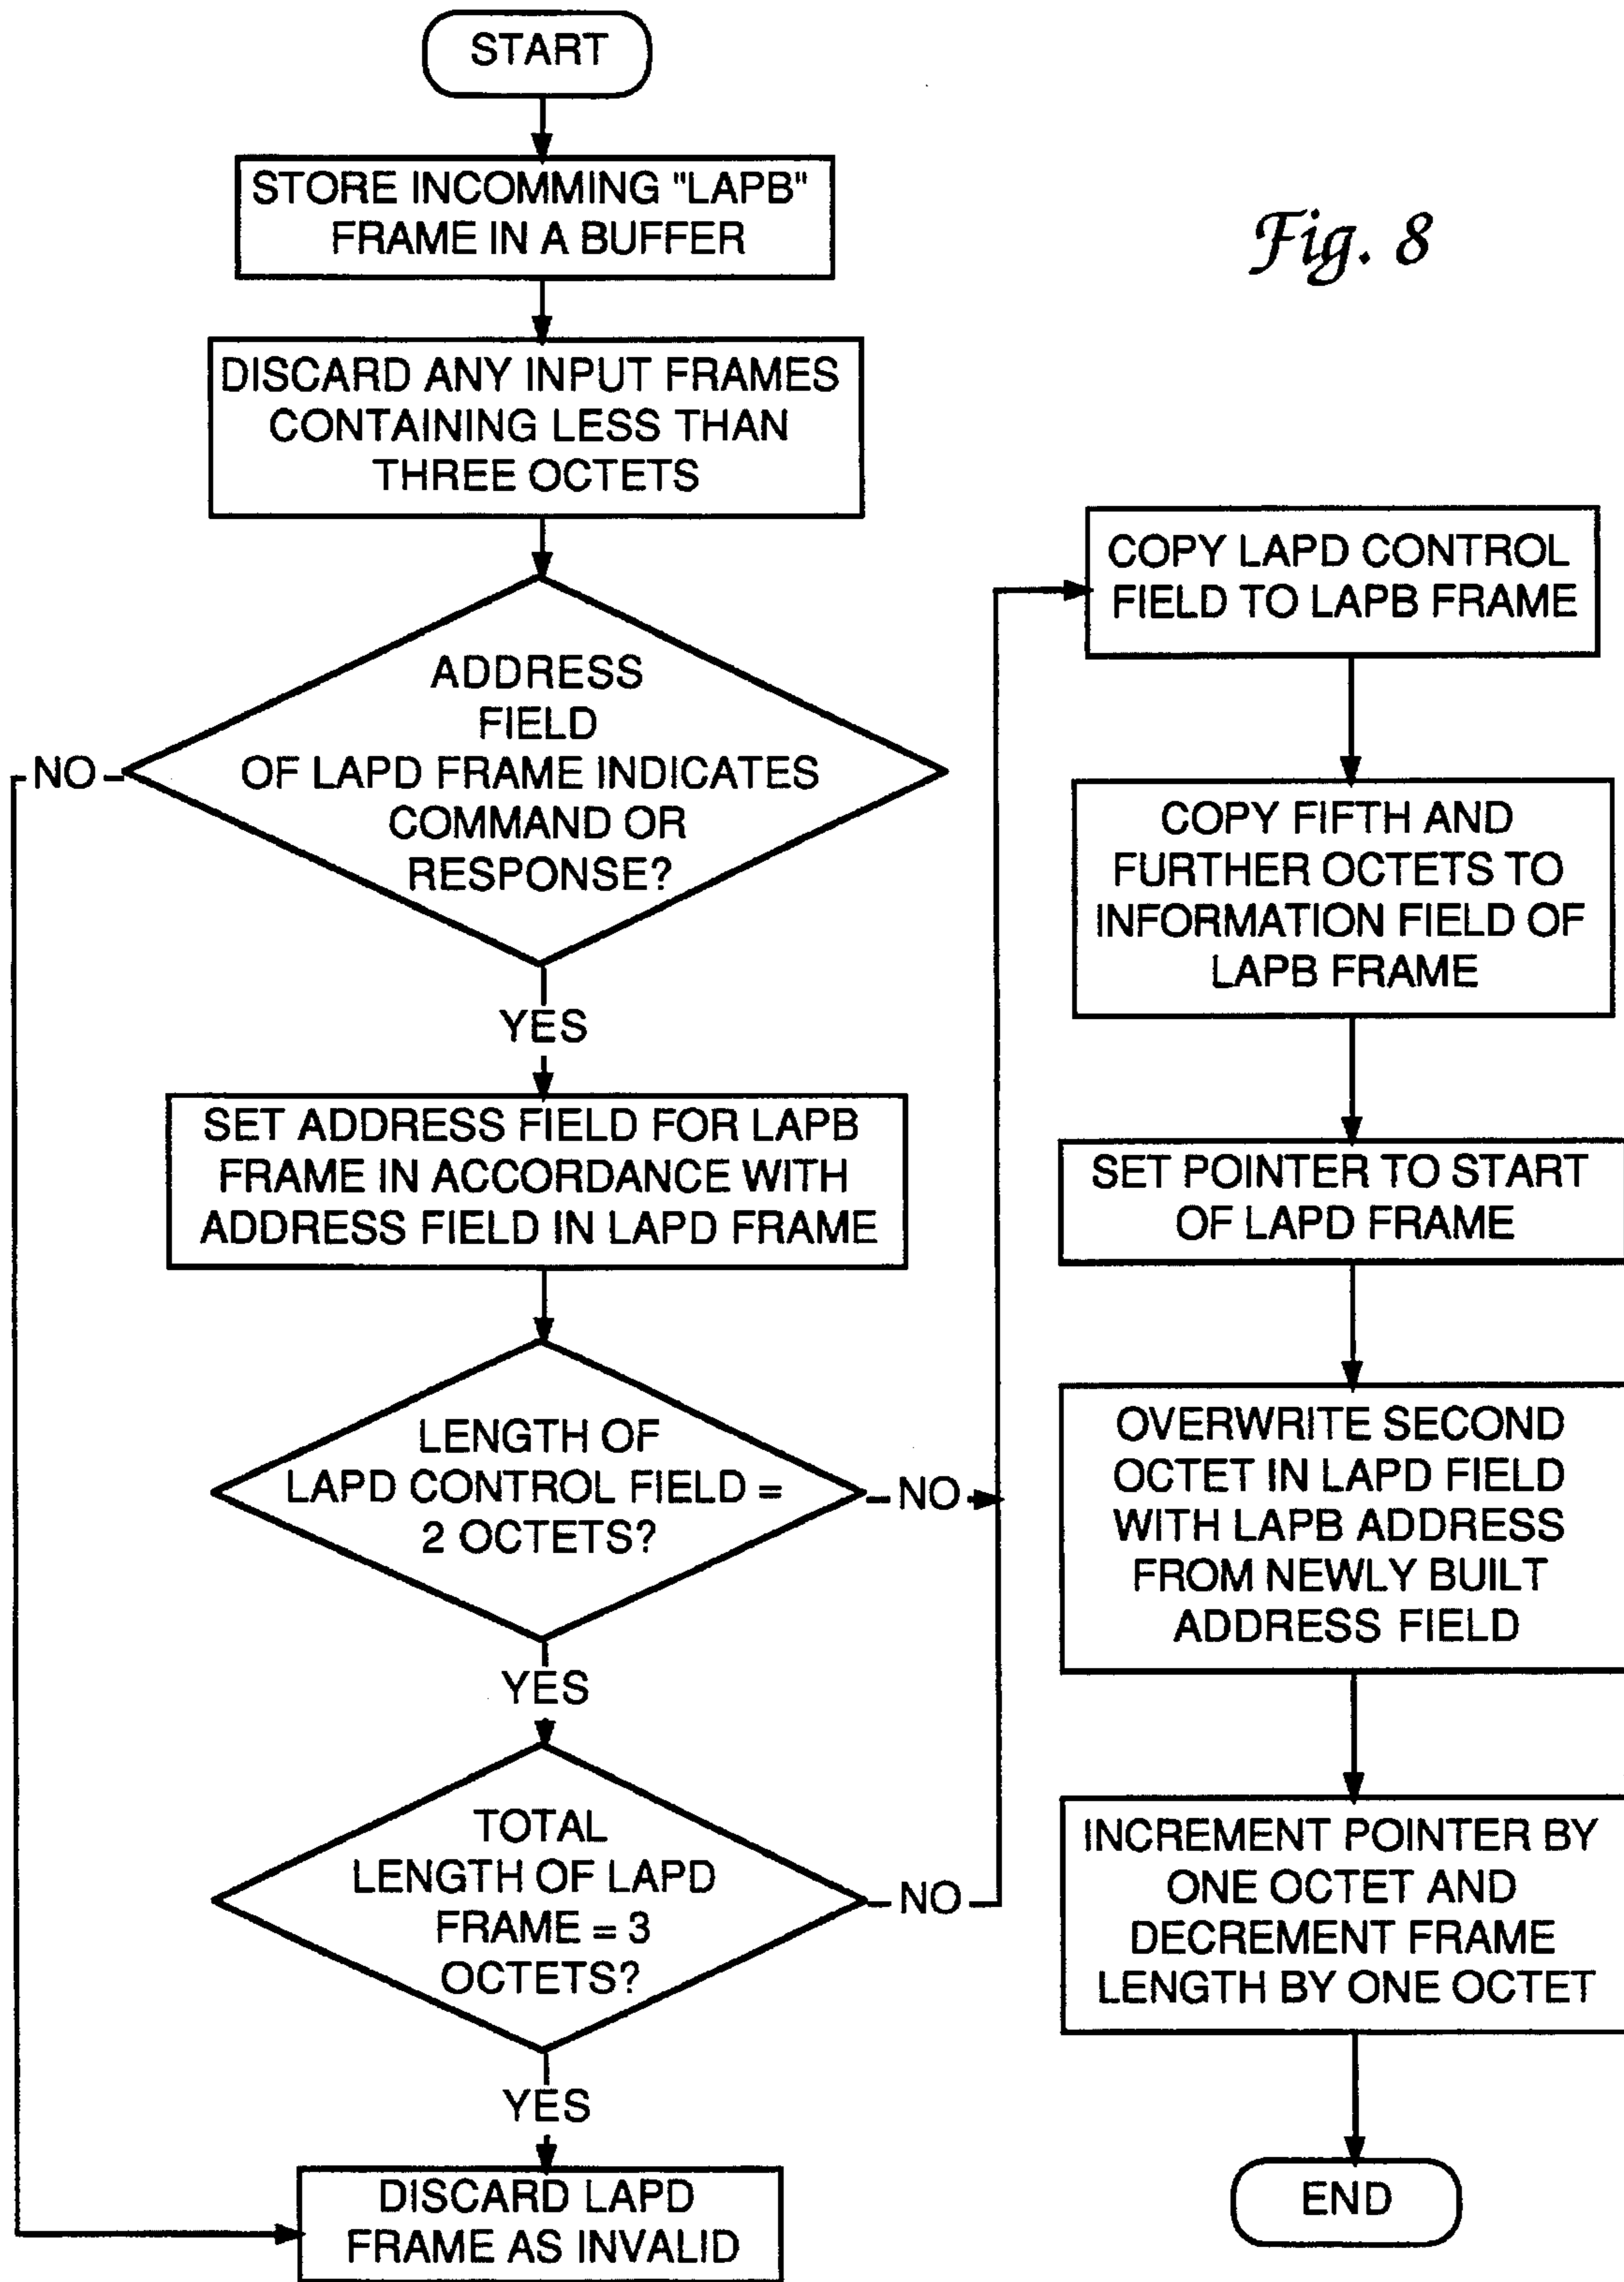 START
STORE INCOMMING "LAPB"
FRAME IN A BUFFER
Fig. 8
DISCARD ANY INPUT FRAMES
CONTAINING LESS THAN
THREE OCTETS
ADDRESS
FIELD
OF LAPD FRAME INDICATES
COMMAND OR
RESPONSE?
NO
YES
SET ADDRESS FIELD FOR LAPB
FRAME IN ACCORDANCE WITH
ADDRESS FIELD IN LAPD FRAME
LENGTH OF
LAPD CONTROL FIELD =
2 OCTETS?
NO
YES
TOTAL
LENGTH OF LAPD
FRAME = 3
OCTETS?
NO
YES
DISCARD LAPD
FRAME AS INVALID
COPY LAPD CONTROL
FIELD TO LAPB FRAME
COPY FIFTH AND
FURTHER OCTETS TO
INFORMATION FIELD OF
LAPB FRAME
SET POINTER TO START
OF LAPD FRAME
OVERWRITE SECOND
OCTET IN LAPD FIELD
WITH LAPB ADDRESS
FROM NEWLY BUILT
ADDRESS FIELD
INCREMENT POINTER BY
ONE OCTET AND
DECREMENT FRAME
LENGTH BY ONE OCTET
END